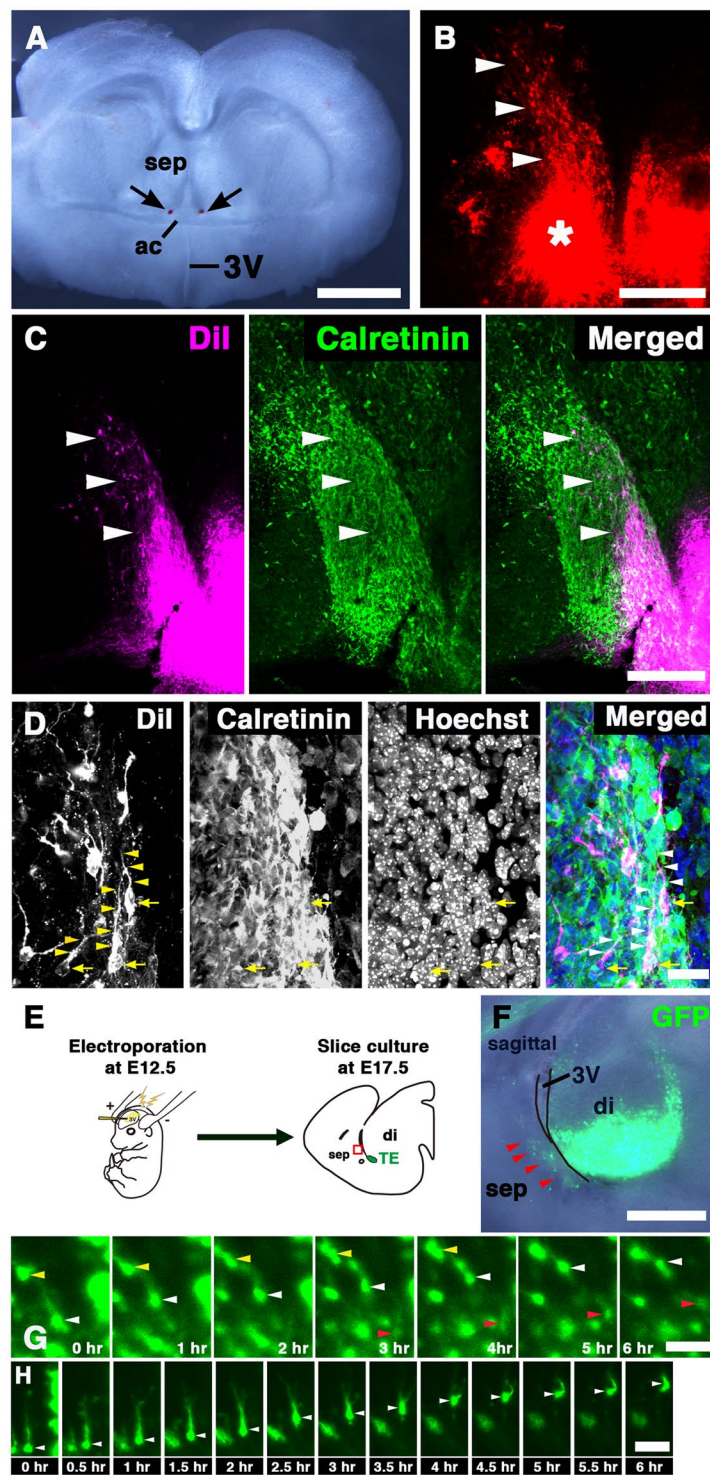 A
sep
ac
3V
B
*
C
DiI
Calretinin
Merged
D
DiI
Calretinin
Hoechst
Merged
E
Electroporation
at E12.5
Slice culture
at E17.5
+
3V
-
di
sep
TE
F
GFP
sagittal
3V
di
sep
G
0 hr
1 hr
2 hr
3 hr
4hr
5 hr
6 hr
H
0 hr
0.5 hr
1 hr
1.5 hr
2 hr
2.5 hr
3 hr
3.5 hr
4 hr
4.5 hr
5 hr
5.5 hr
6 hr